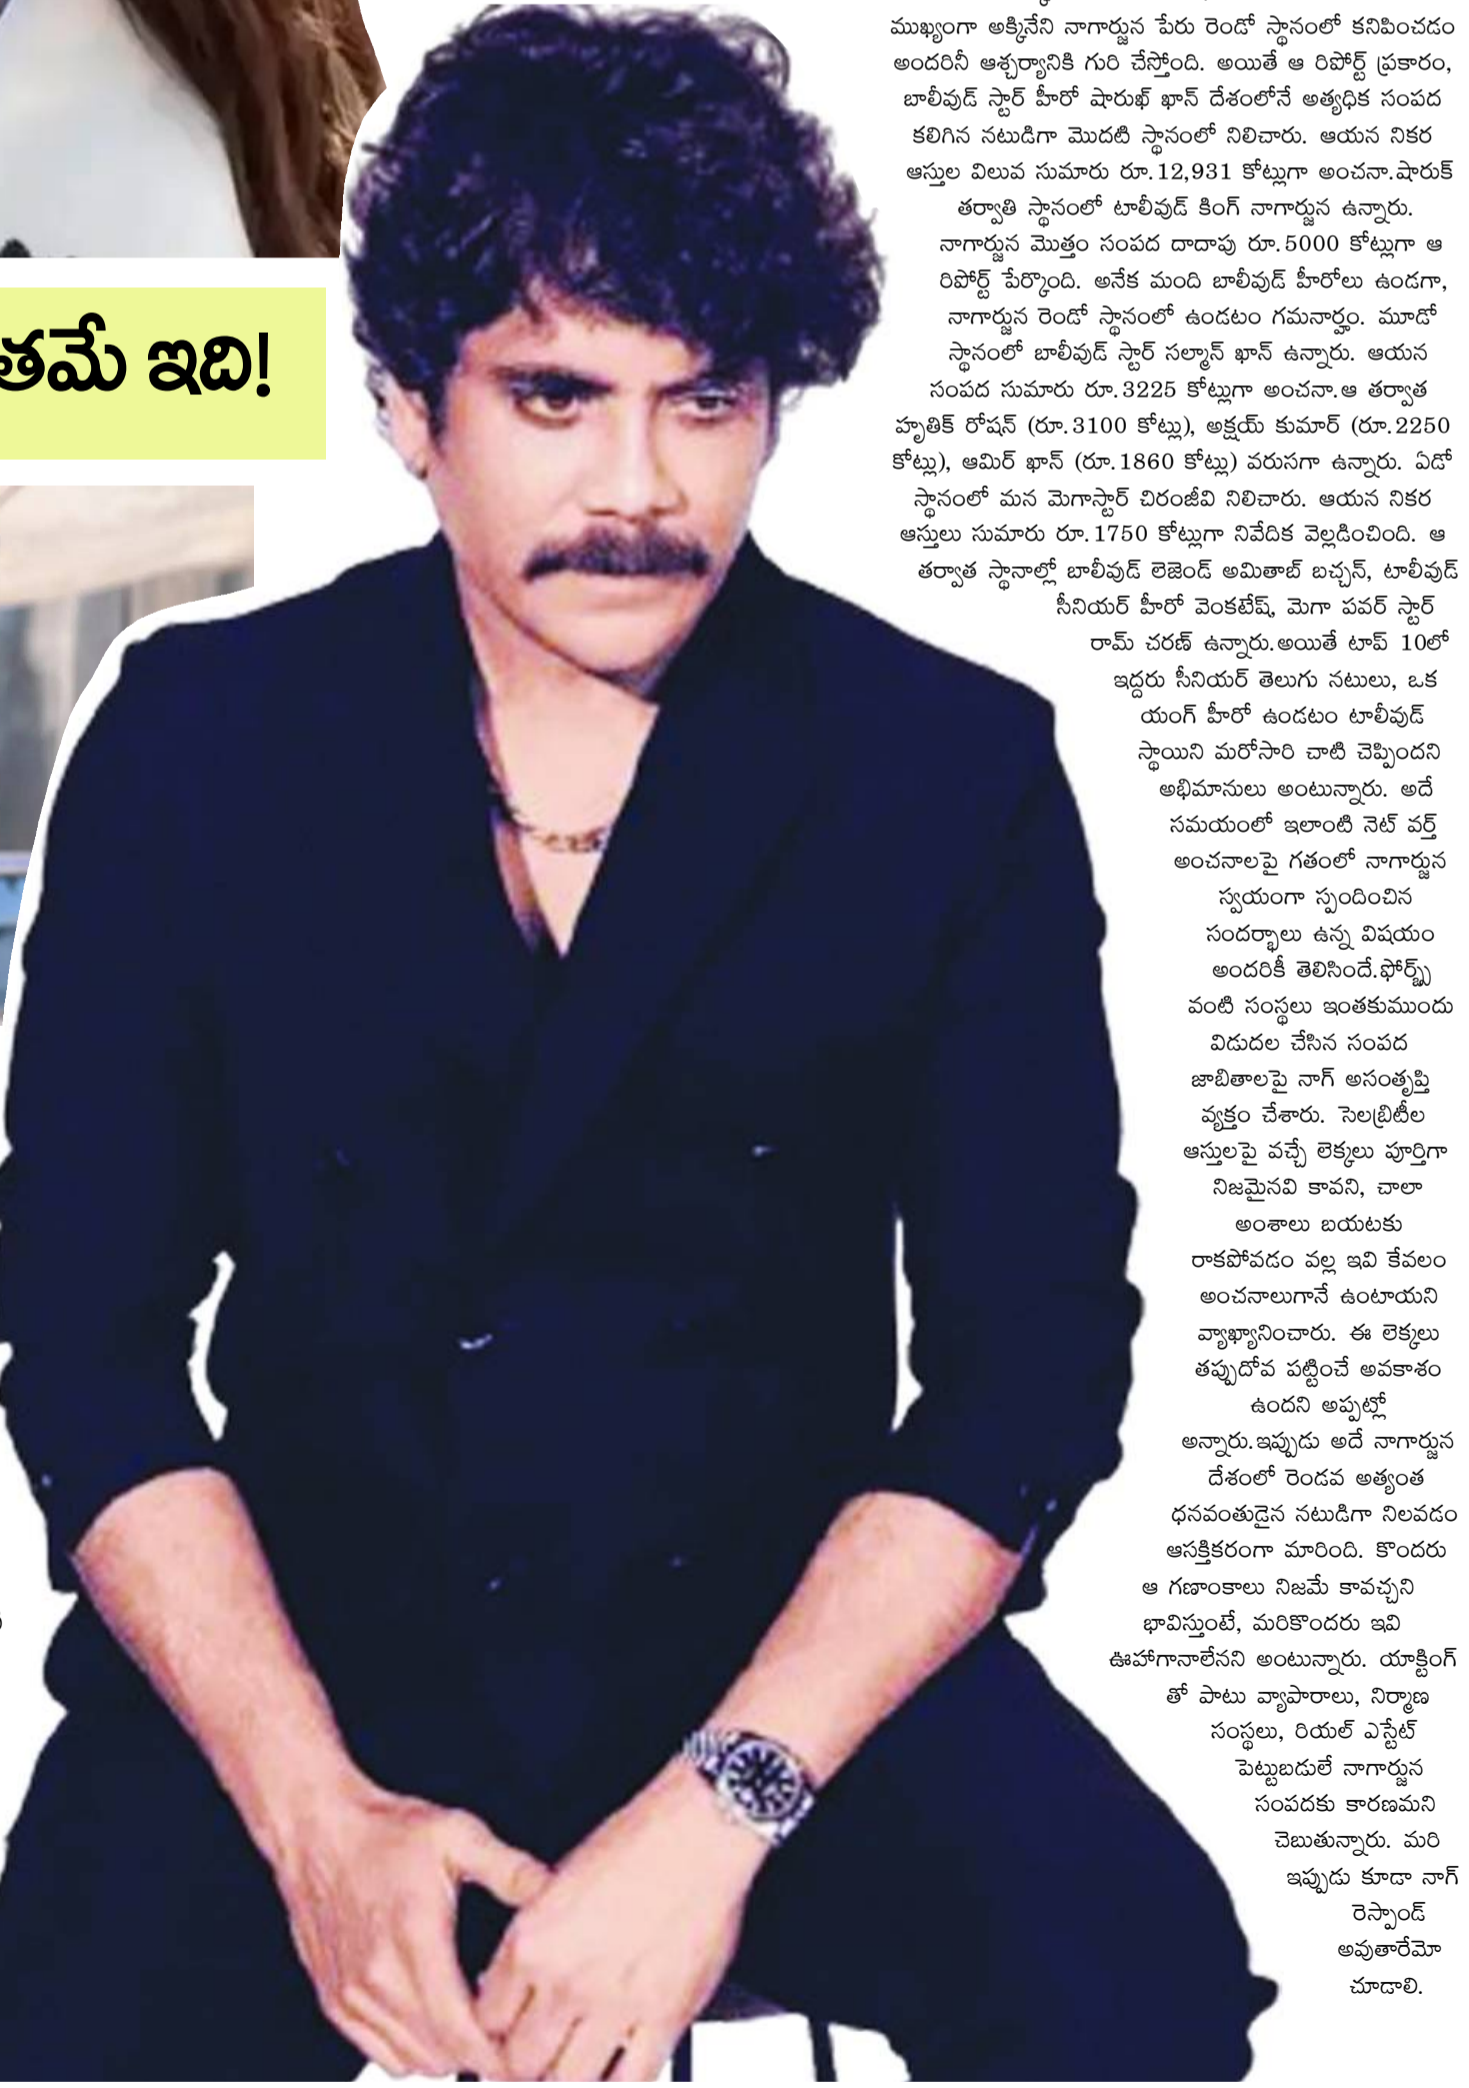 తమే ఇది!
ముఖ్యంగా అక్కినేని నాగార్జున పేరు రెండో స్థానంలో కనిపించడం
అందరినీ ఆశ్చర్యానికి గురి చేస్తోంది. అయితే ఆ రిపోర్ట్ ప్రకారం,
బాలీవుడ్ స్టార్ హీరో షారుఖ్ ఖాన్ దేశంలోనే అత్యధిక సంపద
కలిగిన నటుడిగా మొదటి స్థానంలో నిలిచారు. ఆయన నికర
ఆస్తుల విలువ సుమారు రూ.12,931 కోట్లుగా అంచనా.షారుక్
తర్వాతి స్థానంలో టాలీవుడ్ కింగ్ నాగార్జున ఉన్నారు.
నాగార్జున మొత్తం సంపద దాదాపు రూ.5000 కోట్లుగా ఆ
రిపోర్ట్ పేర్కొంది. అనేక మంది బాలీవుడ్ హీరోలు ఉండగా,
నాగార్జున రెండో స్థానంలో ఉండటం గమనార్హం. మూడో
స్థానంలో బాలీవుడ్ స్టార్ సల్మాన్ ఖాన్ ఉన్నారు. ఆయన
సంపద సుమారు రూ.3225 కోట్లుగా అంచనా.ఆ తర్వాత
హృతిక్ రోషన్ (రూ.3100 కోట్లు), అక్షయ్ కుమార్ (రూ.2250
కోట్లు), ఆమిర్ ఖాన్ (రూ.1860 కోట్లు) వరుసగా ఉన్నారు. ఏడో
స్థానంలో మన మెగాస్టార్ చిరంజీవి నిలిచారు. ఆయన నికర
ఆస్తులు సుమారు రూ.1750 కోట్లుగా నివేదిక వెల్లడించింది. ఆ
తర్వాత స్థానాల్లో బాలీవుడ్ లెజెండ్ అమితాబ్ బచ్చన్, టాలీవుడ్
సీనియర్ హీరో వెంకటేష్, మెగా పవర్ స్టార్
రామ్ చరణ్ ఉన్నారు.అయితే టాప్ 10లో
ఇద్దరు సీనియర్ తెలుగు నటులు, ఒక
యంగ్ హీరో ఉండటం టాలీవుడ్
స్థాయిని మరోసారి చాటి చెప్పిందని
అభిమానులు అంటున్నారు. అదే
సమయంలో ఇలాంటి నెట్ వర్త్
అంచనాలపై గతంలో నాగార్జున
స్వయంగా స్పందించిన
సందర్భాలు ఉన్న విషయం
అందరికీ తెలిసిందే.ఫోర్బ్స్
వంటి సంస్థలు ఇంతకుముందు
విడుదల చేసిన సంపద
జాబితాలపై నాగ్ అసంతృప్తి
వ్యక్తం చేశారు. సెలబ్రిటీల
ఆస్తులపై వచ్చే లెక్కలు పూర్తిగా
నిజమైనవి కావని, చాలా
అంశాలు బయటకు
రాకపోవడం వల్ల ఇవి కేవలం
అంచనాలుగానే ఉంటాయని
వ్యాఖ్యానించారు. ఈ లెక్కలు
తప్పుదోవ పట్టించే అవకాశం
ఉందని అప్పట్లో
అన్నారు.ఇప్పుడు అదే నాగార్జున
దేశంలో రెండవ అత్యంత
ధనవంతుడైన నటుడిగా నిలవడం
ఆసక్తికరంగా మారింది. కొందరు
ఆ గణాంకాలు నిజమే కావచ్చని
భావిస్తుంటే, మరికొందరు ఇవి
ఊహాగానాలేనని అంటున్నారు. యాక్టింగ్
తో పాటు వ్యాపారాలు, నిర్మాణ
సంస్థలు, రియల్ ఎస్టేట్
పెట్టుబడులే నాగార్జున
సంపదకు కారణమని
చెబుతున్నారు. మరి
ఇప్పుడు కూడా నాగ్
రెస్పాండ్
అవుతారేమో
చూడాలి.